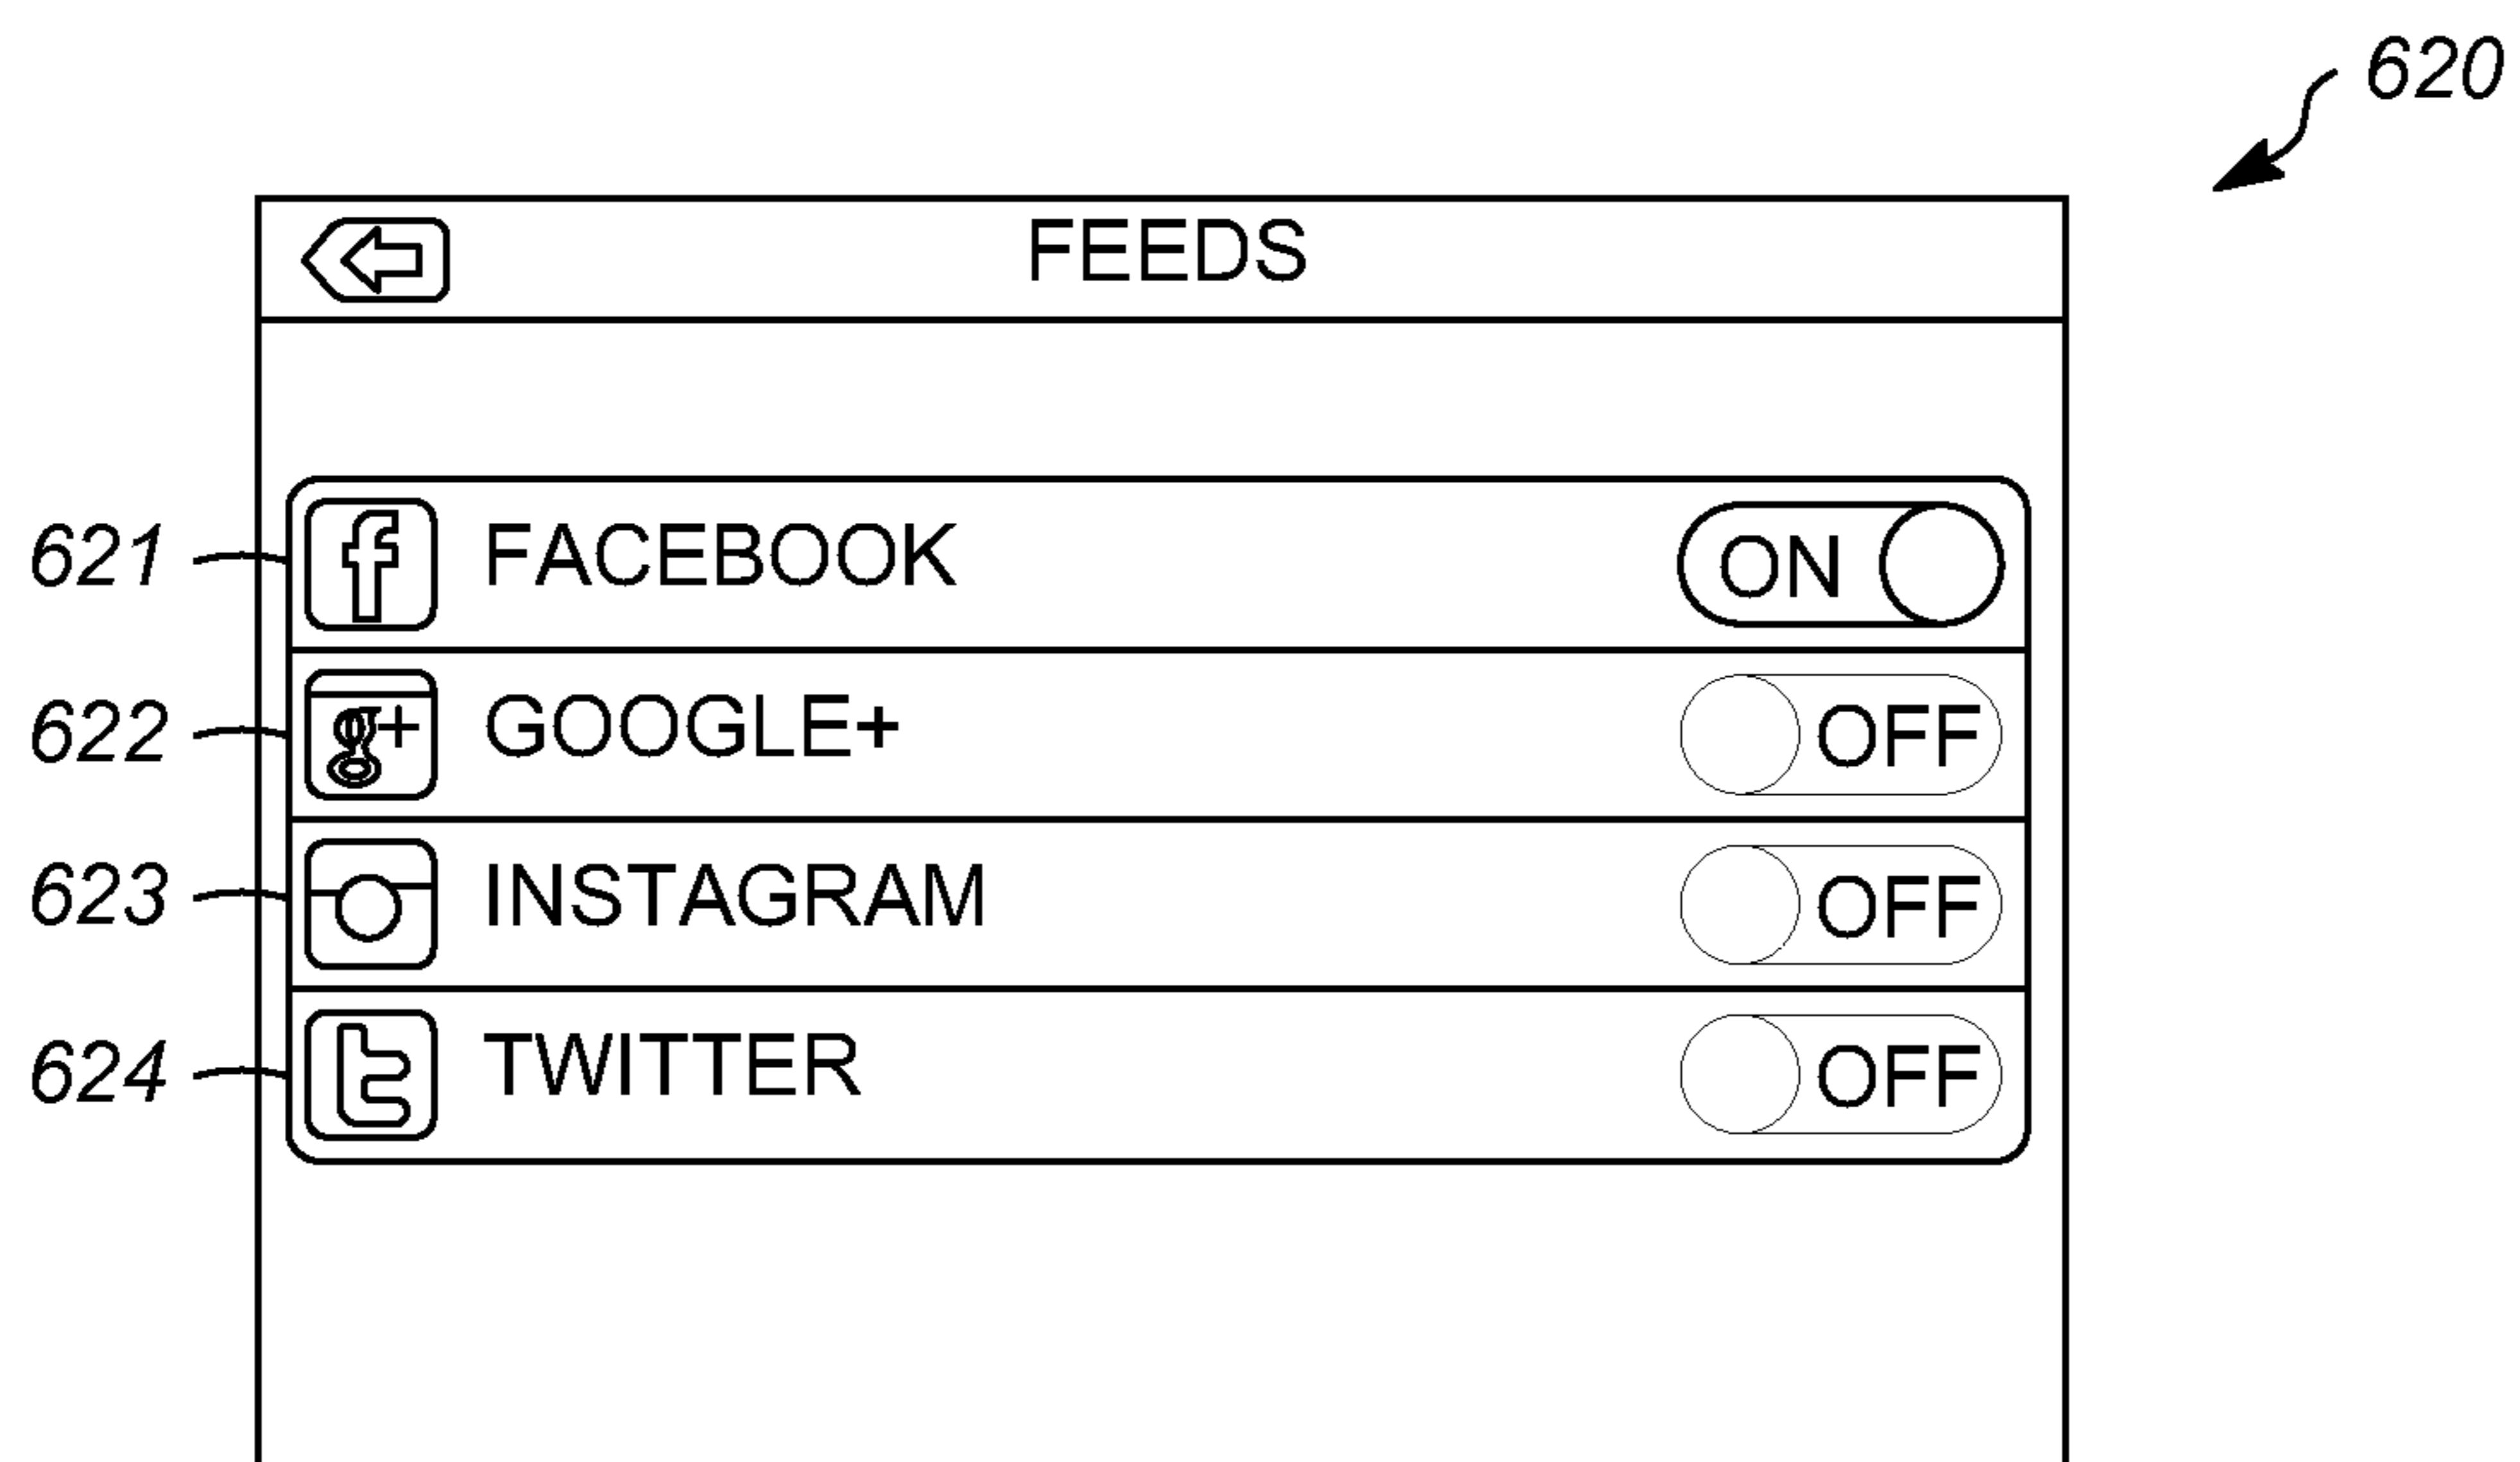 620
FEEDS
621 f FACEBOOK ON
622 g+ GOOGLE+ OFF
623 INSTAGRAM OFF
624 t TWITTER OFF